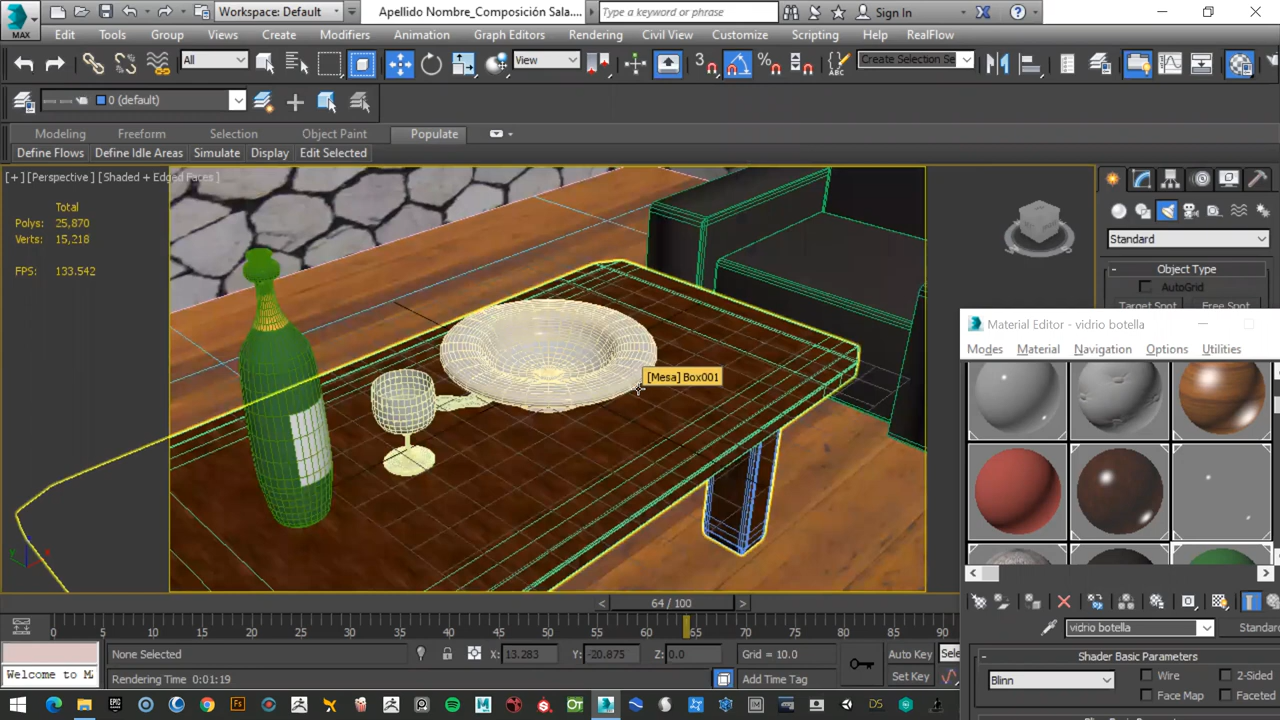 MAX
Workspace: Default
Apellido Nombre_Composición Sala....
Type a keyword or phrase
Sign In
Edit Tools Group Views Create Modifiers Animation Graph Editors Rendering Civil View Customize Scripting Help RealFlow
All
View
3
%
ABC
Create Selection Se
0 (default)
Modeling Freeform Selection Object Paint Populate
Define Flows Define Idle Areas Simulate Display Edit Selected
[+] [Perspective] [Shaded + Edged Faces]
Total
Polys: 25,870
Verts: 15,218
FPS: 133.542
[Mesa] Box001
Standard
- Object Type
AutoGrid
Target Spot Free Spot
Material Editor - vidrio botella
Modes Material Navigation Options Utilities
< 64 / 100 >
0 5 10 15 20 25 30 35 40 45 50 55 60 65 70 75 80 85 90
vidrio botella
Standard
None Selected
X: 13.283 Y: -20.875 Z: 0.0 Grid = 10.0
Auto Key Sele
Welcome to MA
Rendering Time 0:01:19
Add Time Tag
Set Key
- Shader Basic Parameters
Blinn
Wire 2-Sided
Face Map Faceted